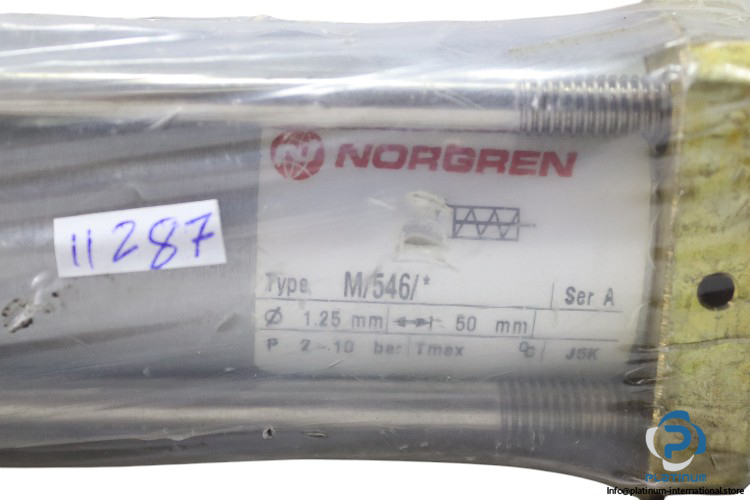 NORGREN
11287
Type M/546/* Ser A
Ø 1.25 mm 50 mm
P 2-10 bar Tmax °C JSK
PLATINUM
Info@platinum-international.store